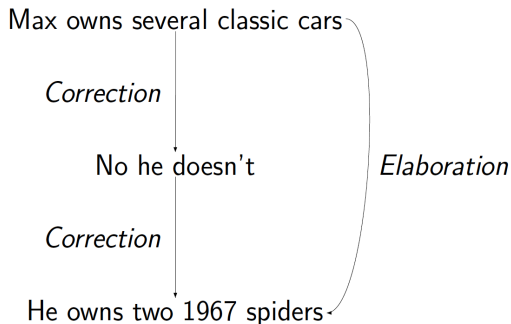 Max owns several classic cars
Correction
No he doesn't
Elaboration
Correction
He owns two 1967 spiders